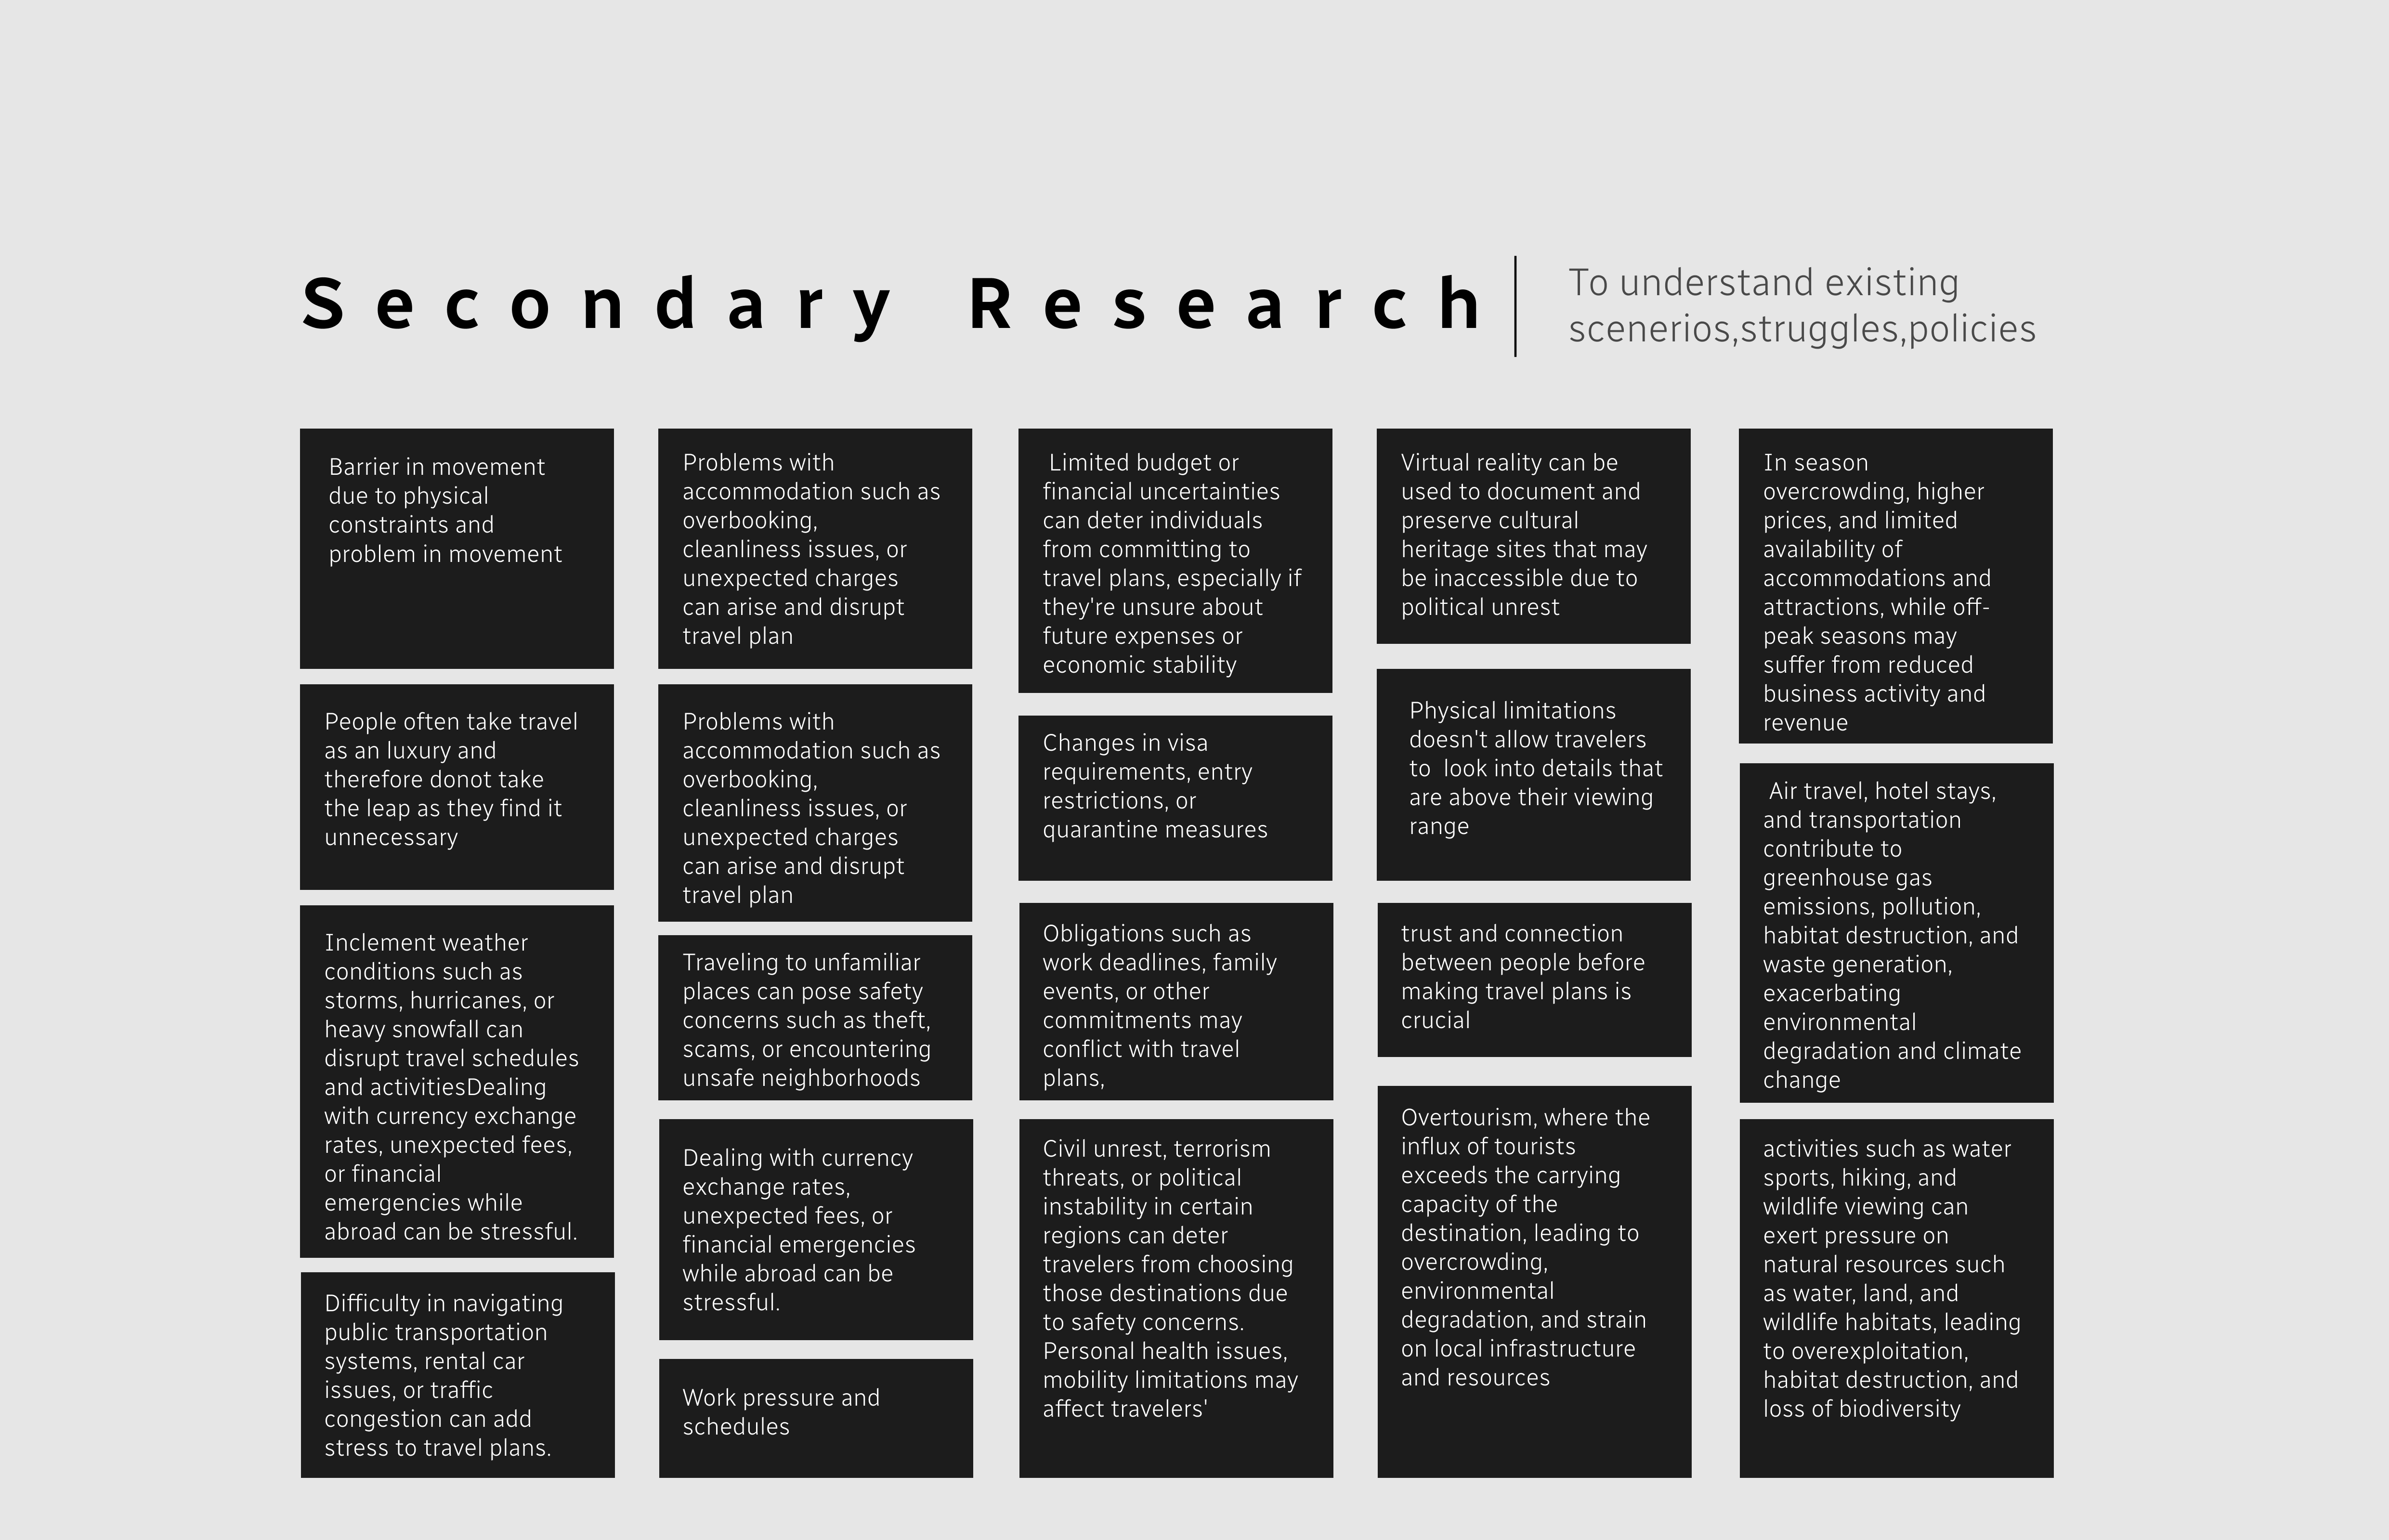 Secondary Research
To understand existing
scenerios,struggles,policies
Barrier in movement
due to physical
constraints and
problem in movement
People often take travel
as an luxury and
therefore donot take
the leap as they find it
unnecessary
Inclement weather
conditions such as
storms, hurricanes, or
heavy snowfall can
disrupt travel schedules
and activitiesDealing
with currency exchange
rates, unexpected fees,
or financial
emergencies while
abroad can be stressful.
Difficulty in navigating
public transportation
systems, rental car
issues, or traffic
congestion can add
stress to travel plans.
Problems with
accommodation such as
overbooking,
cleanliness issues, or
unexpected charges
can arise and disrupt
travel plan
Problems with
accommodation such as
overbooking,
cleanliness issues, or
unexpected charges
can arise and disrupt
travel plan
Traveling to unfamiliar
places can pose safety
concerns such as theft,
scams, or encountering
unsafe neighborhoods
Dealing with currency
exchange rates,
unexpected fees, or
financial emergencies
while abroad can be
stressful.
Work pressure and
schedules
Limited budget or
financial uncertainties
can deter individuals
from committing to
travel plans, especially if
they're unsure about
future expenses or
economic stability
Changes in visa
requirements, entry
restrictions, or
quarantine measures
Obligations such as
work deadlines, family
events, or other
commitments may
conflict with travel
plans,
Civil unrest, terrorism
threats, or political
instability in certain
regions can deter
travelers from choosing
those destinations due
to safety concerns.
Personal health issues,
mobility limitations may
affect travelers'
Virtual reality can be
used to document and
preserve cultural
heritage sites that may
be inaccessible due to
political unrest
Physical limitations
doesn't allow travelers
to  look into details that
are above their viewing
range
trust and connection
between people before
making travel plans is
crucial
Overtourism, where the
influx of tourists
exceeds the carrying
capacity of the
destination, leading to
overcrowding,
environmental
degradation, and strain
on local infrastructure
and resources
In season
overcrowding, higher
prices, and limited
availability of
accommodations and
attractions, while off-
peak seasons may
suffer from reduced
business activity and
revenue
Air travel, hotel stays,
and transportation
contribute to
greenhouse gas
emissions, pollution,
habitat destruction, and
waste generation,
exacerbating
environmental
degradation and climate
change
activities such as water
sports, hiking, and
wildlife viewing can
exert pressure on
natural resources such
as water, land, and
wildlife habitats, leading
to overexploitation,
habitat destruction, and
loss of biodiversity